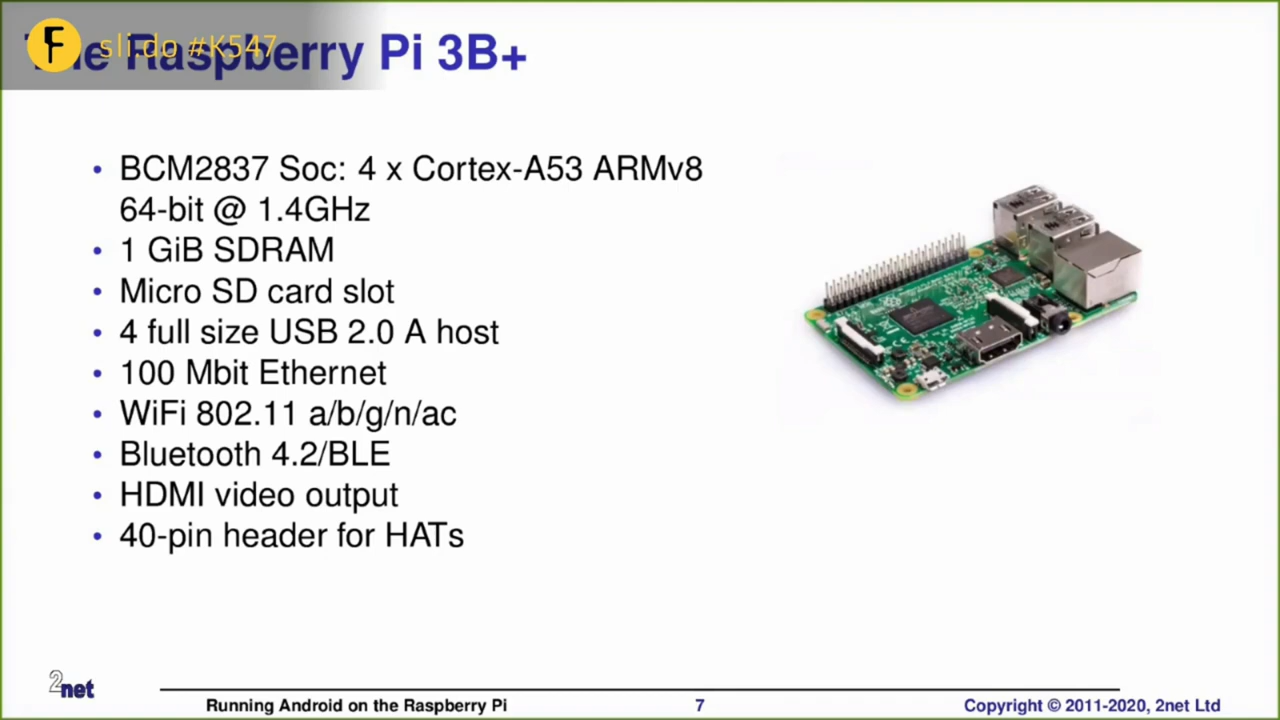 sli.do #K547
The Raspberry Pi 3B+
• BCM2837 Soc: 4 x Cortex-A53 ARMv8
64-bit @ 1.4GHz
• 1 GiB SDRAM
• Micro SD card slot
• 4 full size USB 2.0 A host
• 100 Mbit Ethernet
• WiFi 802.11 a/b/g/n/ac
• Bluetooth 4.2/BLE
• HDMI video output
• 40-pin header for HATs
2net
Running Android on the Raspberry Pi
7
Copyright © 2011-2020, 2net Ltd